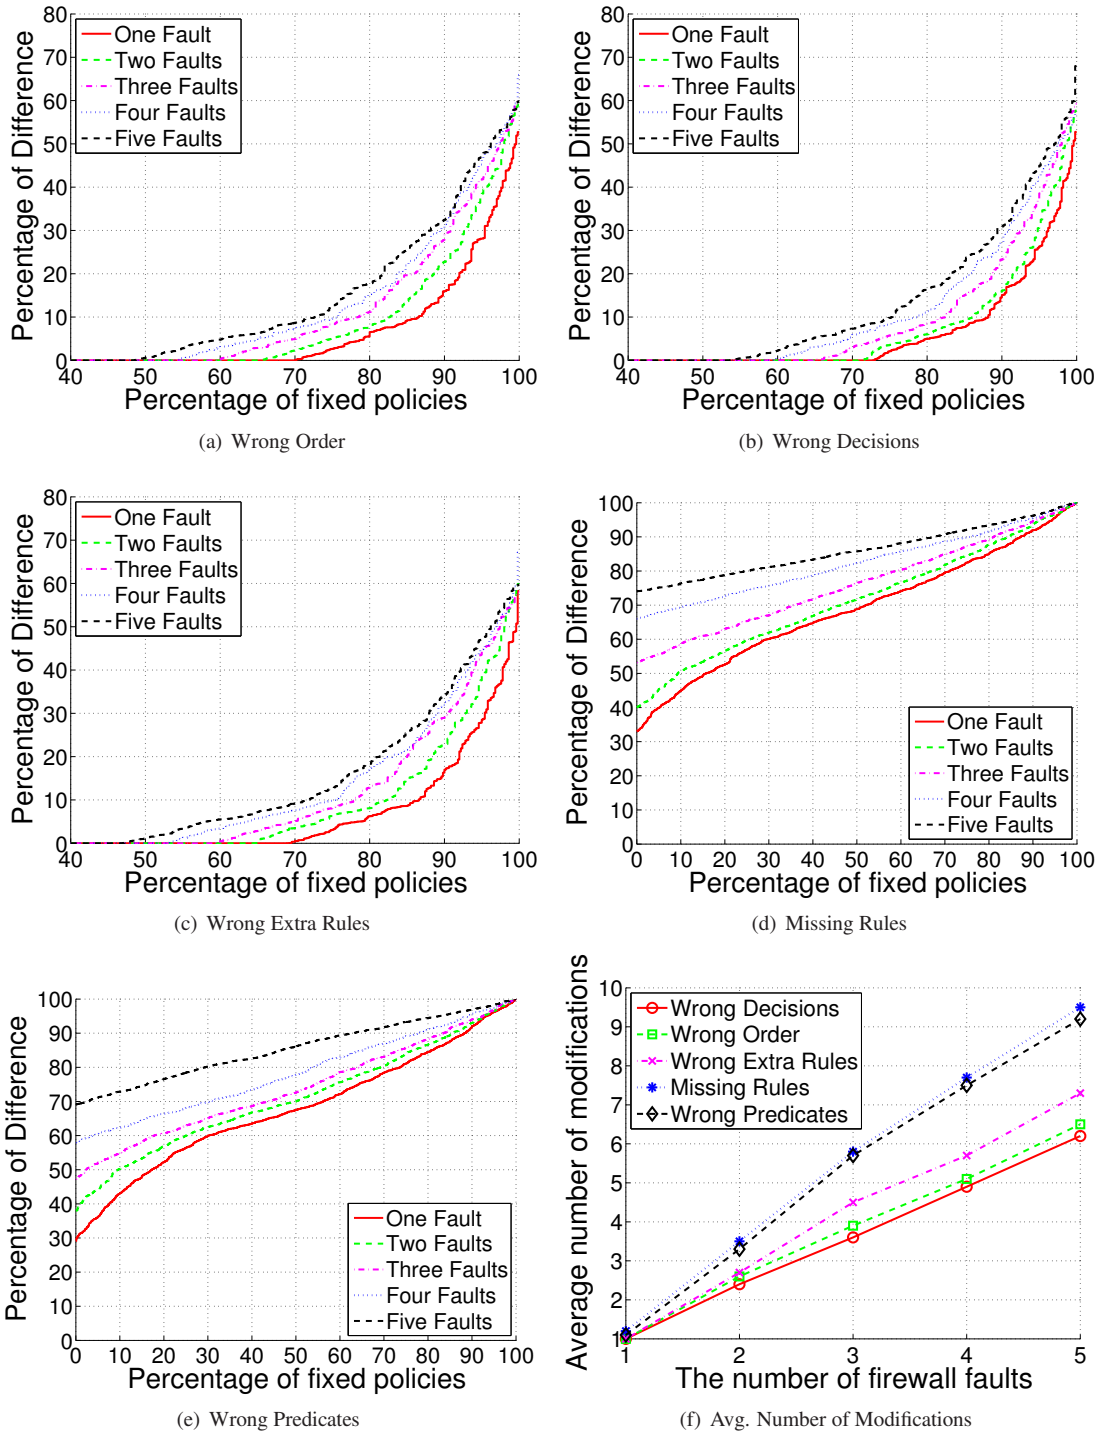 Percentage of Difference
80
70
60
50
40
30
20
10
0
One Fault
Two Faults
Three Faults
Four Faults
Five Faults
40 50 60 70 80 90 100
Percentage of fixed policies
(a) Wrong Order
Percentage of Difference
80
70
60
50
40
30
20
10
0
One Fault
Two Faults
Three Faults
Four Faults
Five Faults
40 50 60 70 80 90 100
Percentage of fixed policies
(b) Wrong Decisions
Percentage of Difference
80
70
60
50
40
30
20
10
0
One Fault
Two Faults
Three Faults
Four Faults
Five Faults
40 50 60 70 80 90 100
Percentage of fixed policies
(c) Wrong Extra Rules
Percentage of Difference
100
90
80
70
60
50
40
30
20
10
0
One Fault
Two Faults
Three Faults
Four Faults
Five Faults
0 10 20 30 40 50 60 70 80 90 100
Percentage of fixed policies
(d) Missing Rules
Percentage of Difference
100
90
80
70
60
50
40
30
20
10
0
One Fault
Two Faults
Three Faults
Four Faults
Five Faults
0 10 20 30 40 50 60 70 80 90 100
Percentage of fixed policies
(e) Wrong Predicates
Average number of modifications
10
9
8
7
6
5
4
3
2
1
Wrong Decisions
Wrong Order
Wrong Extra Rules
Missing Rules
Wrong Predicates
1 2 3 4 5
The number of firewall faults
(f) Avg. Number of Modifications